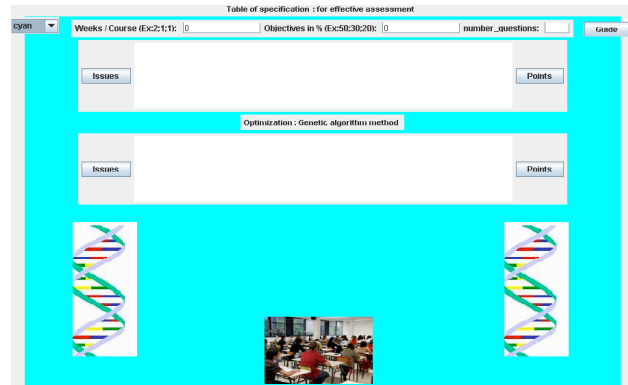 Table of specification : for effective assessment
cyan Weeks / Course (Ex:2;1;1): 0 Objectives in % (Ex:50;30;20): 0 number_questions: Guide
Issues Points
Optimization : Genetic algorithm method
Issues Points